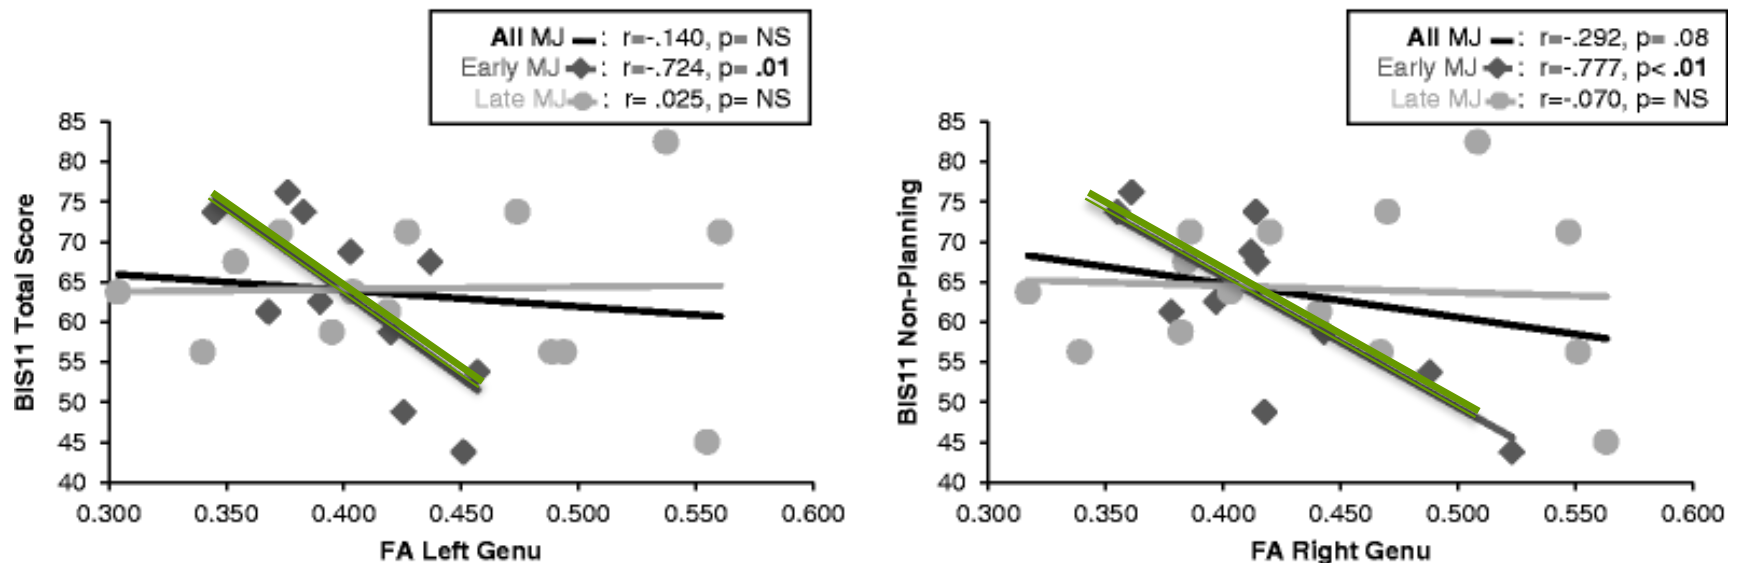 All MJ : r=-.140, p= NS
Early MJ : r=-.724, p= .01
Late MJ : r= .025, p= NS
BIS11 Total Score
85
80
75
70
65
60
55
50
45
40
0.300 0.350 0.400 0.450 0.500 0.550 0.600
FA Left Genu
All MJ : r=-.292, p= .08
Early MJ : r=-.777, p< .01
Late MJ : r=-.070, p= NS
BIS11 Non-Planning
85
80
75
70
65
60
55
50
45
40
0.300 0.350 0.400 0.450 0.500 0.550 0.600
FA Right Genu